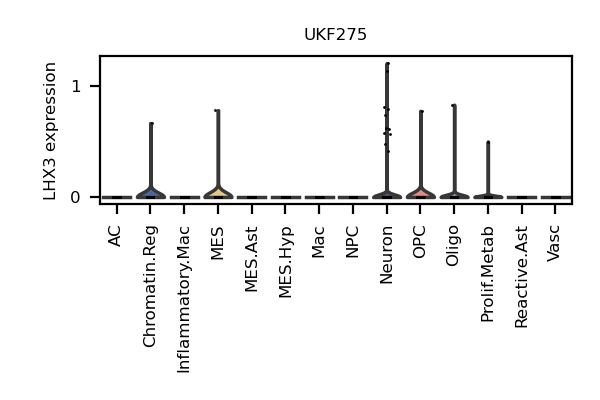 UKF275
LHX3 expression
1
0
AC
Chromatin.Reg
Inflammatory.Mac
MES
MES.Ast
MES.Hyp
Mac
NPC
Neuron
OPC
Oligo
Prolif.Metab
Reactive.Ast
Vasc